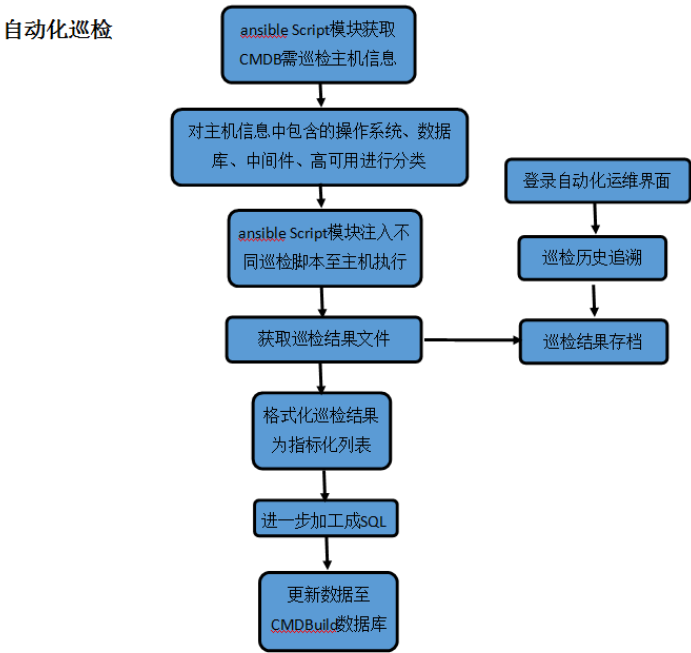 自动化巡检
ansible Script模块获取
CMDB需巡检主机信息
对主机信息中包含的操作系统、数据
库、中间件、高可用进行分类
ansible Script模块注入不
同巡检脚本至主机执行
获取巡检结果文件
格式化巡检结果
为指标化列表
进一步加工成SQL
更新数据至
CMDBuild数据库
登录自动化运维界面
巡检历史追溯
巡检结果存档